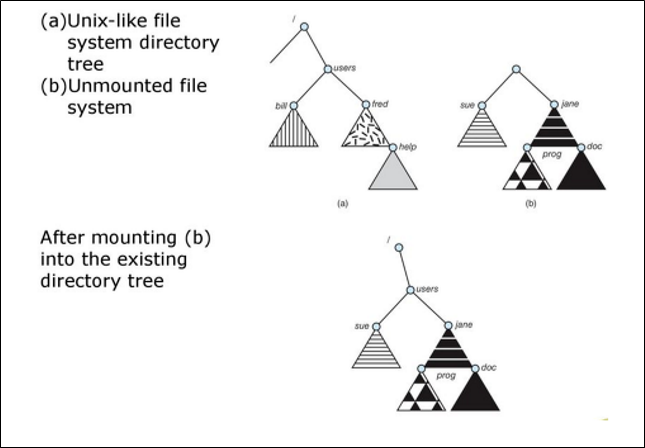 (a)Unix-like file
system directory
tree
(b)Unmounted file
system
/
users
bill
fred
help
(a)
sue
jane
prog
doc
(b)
After mounting (b)
into the existing
directory tree
/
users
sue
jane
prog
doc